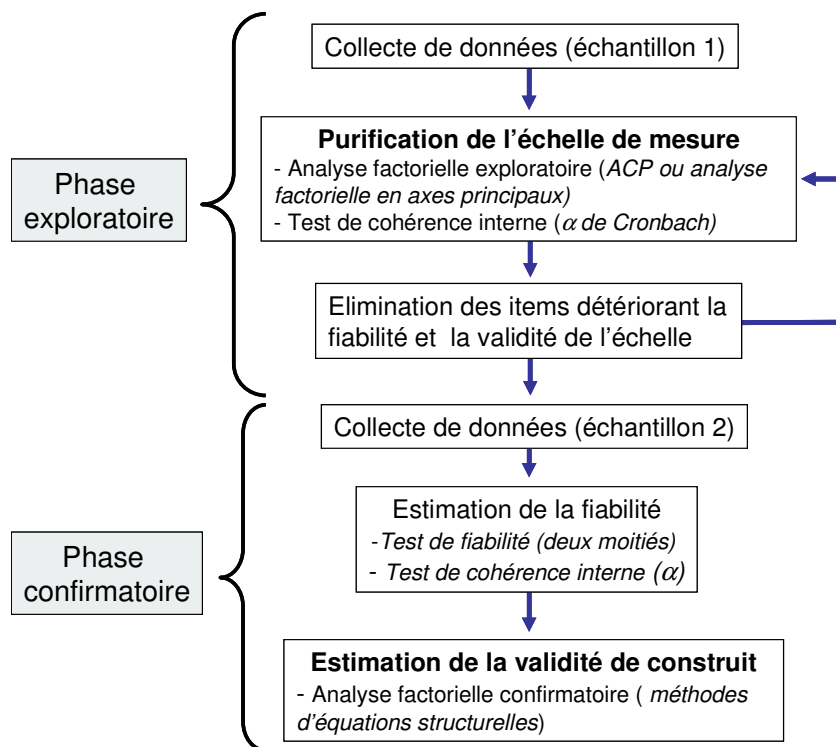 Collecte de données (échantillon 1)
Purification de l'échelle de mesure
- Analyse factorielle exploratoire (ACP ou analyse
factorielle en axes principaux)
- Test de cohérence interne (α de Cronbach)
Phase
exploratoire
Elimination des items détériorant la
fiabilité et la validité de l'échelle
Collecte de données (échantillon 2)
Estimation de la fiabilité
-Test de fiabilité (deux moitiés)
- Test de cohérence interne (α)
Phase
confirmatoire
Estimation de la validité de construit
- Analyse factorielle confirmatoire ( méthodes
d'équations structurelles)